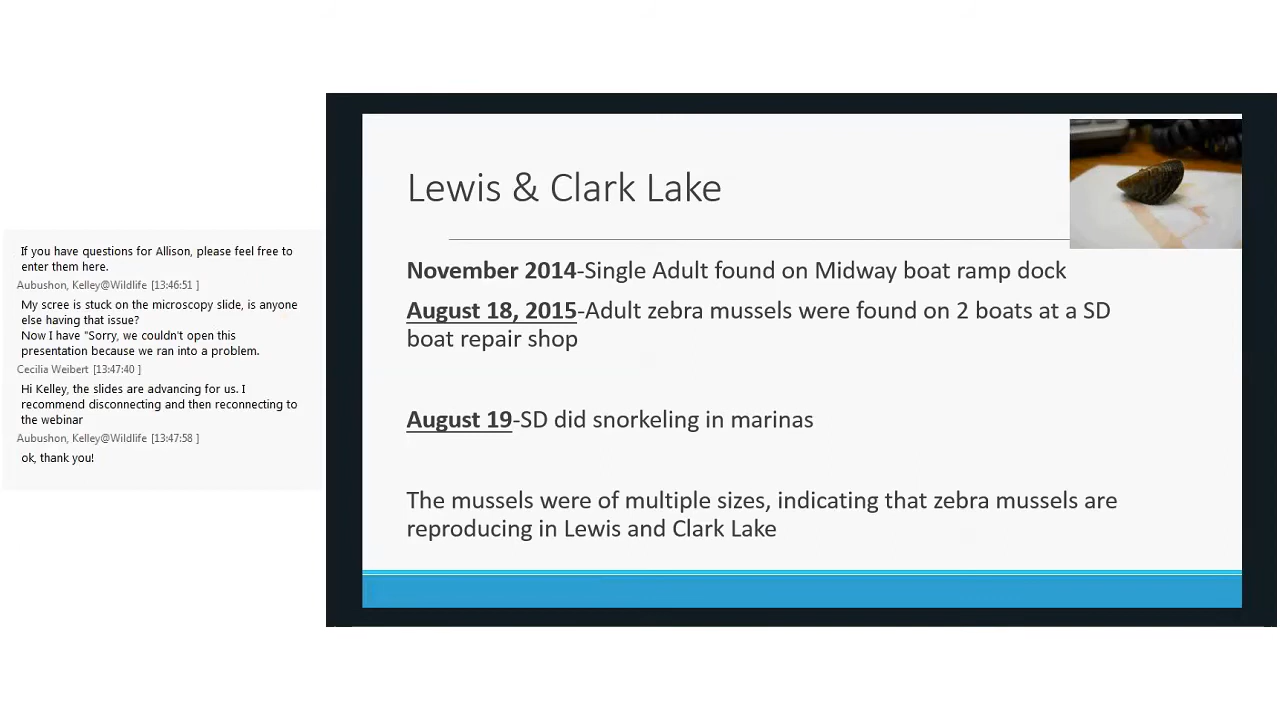 If you have questions for Allison, please feel free to
enter them here.
Aubushon, Kelley@Wildlife [13:46:51 ]
My scree is stuck on the microscopy slide, is anyone
else having that issue?
Now I have "Sorry, we couldn't open this
presentation because we ran into a problem.
Cecilia Weibert [13:47:40 ]
Hi Kelley, the slides are advancing for us. I
recommend disconnecting and then reconnecting to
the webinar
Aubushon, Kelley@Wildlife [13:47:58 ]
ok, thank you!
Lewis & Clark Lake
November 2014-Single Adult found on Midway boat ramp dock
August 18, 2015-Adult zebra mussels were found on 2 boats at a SD
boat repair shop
August 19-SD did snorkeling in marinas
The mussels were of multiple sizes, indicating that zebra mussels are
reproducing in Lewis and Clark Lake